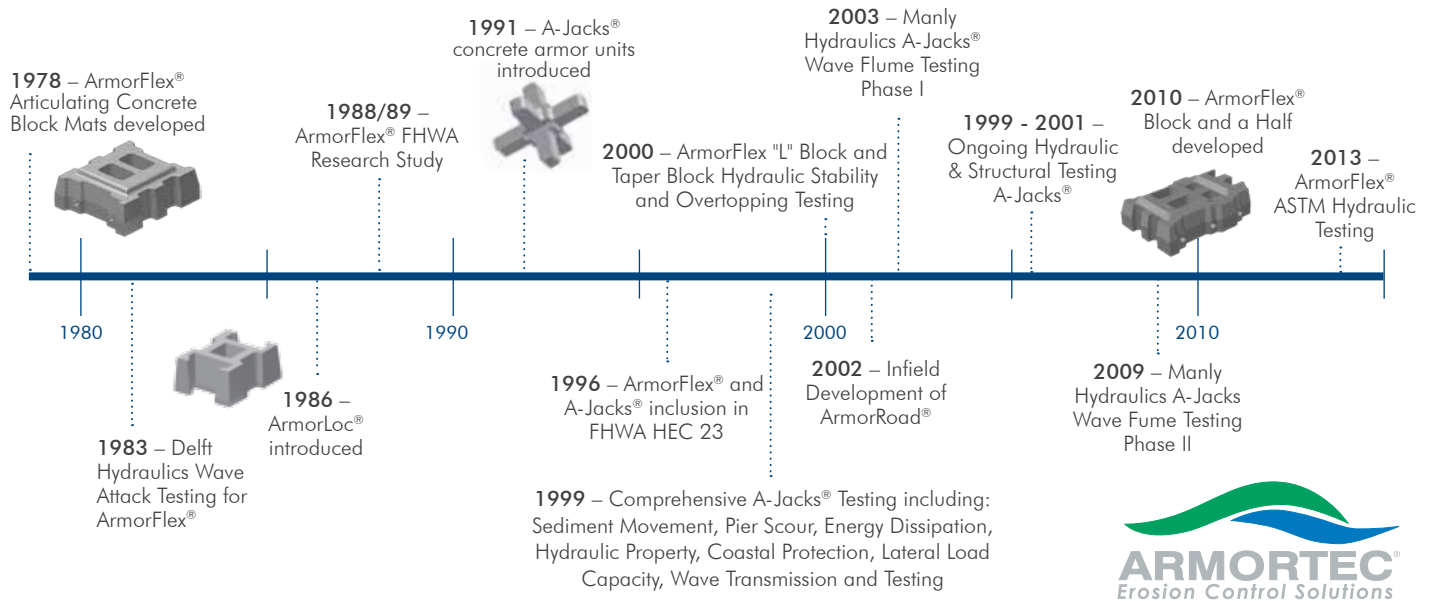 1978 – ArmorFlex®
Articulating Concrete
Block Mats developed
1988/89 –
ArmorFlex® FHWA
Research Study
1991 – A-Jacks®
concrete armor units
introduced
2000 – ArmorFlex "L" Block and
Taper Block Hydraulic Stability
and Overtopping Testing
2003 – Manly
Hydraulics A-Jacks®
Wave Flume Testing
Phase I
1999 - 2001 –
Ongoing Hydraulic
& Structural Testing
A-Jacks®
2010 – ArmorFlex®
Block and a Half
developed
2013 –
ArmorFlex®
ASTM Hydraulic
Testing
1980
1990
2000
2010
1983 – Delft
Hydraulics Wave
Attack Testing for
ArmorFlex®
1986 –
ArmorLoc®
introduced
1996 – ArmorFlex® and
A-Jacks® inclusion in
FHWA HEC 23
1999 – Comprehensive A-Jacks® Testing including:
Sediment Movement, Pier Scour, Energy Dissipation,
Hydraulic Property, Coastal Protection, Lateral Load
Capacity, Wave Transmission and Testing
2002 – Infield
Development of
ArmorRoad®
2009 – Manly
Hydraulics A-Jacks
Wave Fume Testing
Phase II
ARMORTEC®
Erosion Control Solutions